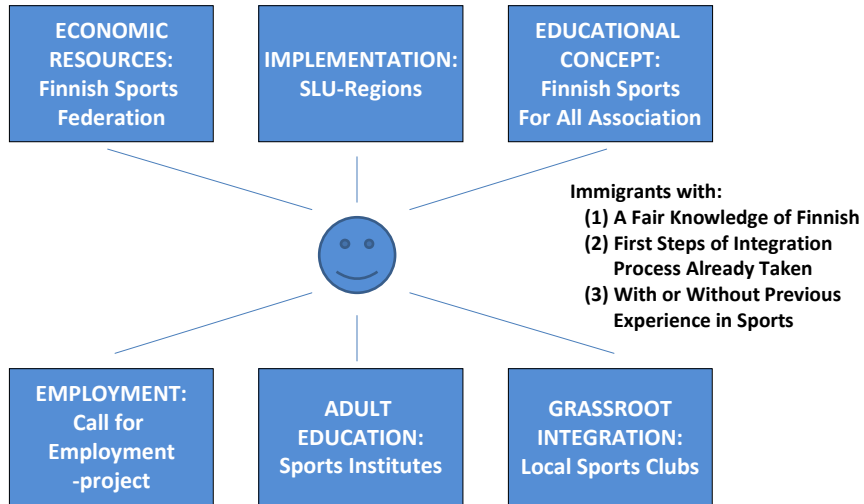 ECONOMIC
RESOURCES:
Finnish Sports
Federation
IMPLEMENTATION:
SLU-Regions
EDUCATIONAL
CONCEPT:
Finnish Sports
For All Association
Immigrants with:
(1) A Fair Knowledge of Finnish
(2) First Steps of Integration
Process Already Taken
(3) With or Without Previous
Experience in Sports
EMPLOYMENT:
Call for
Employment
-project
ADULT
EDUCATION:
Sports Institutes
GRASSROOT
INTEGRATION:
Local Sports Clubs